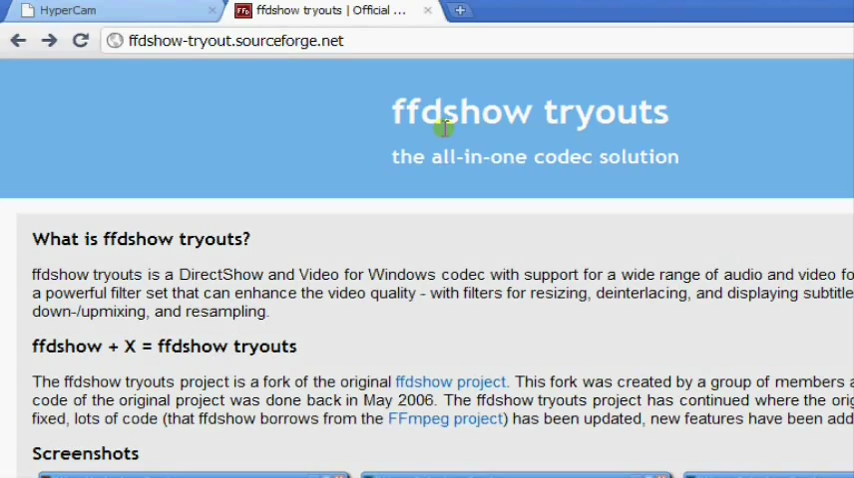 HyperCam
ffdshow tryouts | Official ...
ffdshow-tryout.sourceforge.net
ffdshow tryouts
the all-in-one codec solution
What is ffdshow tryouts?
ffdshow tryouts is a DirectShow and Video for Windows codec with support for a wide range of audio and video fo
a powerful filter set that can enhance the video quality - with filters for resizing, deinterlacing, and displaying subtitle
down-/upmixing, and resampling.
ffdshow + X = ffdshow tryouts
The ffdshow tryouts project is a fork of the original ffdshow project. This fork was created by a group of members a
code of the original project was done back in May 2006. The ffdshow tryouts project has continued where the orig
fixed, lots of code (that ffdshow borrows from the FFmpeg project) has been updated, new features have been add
Screenshots